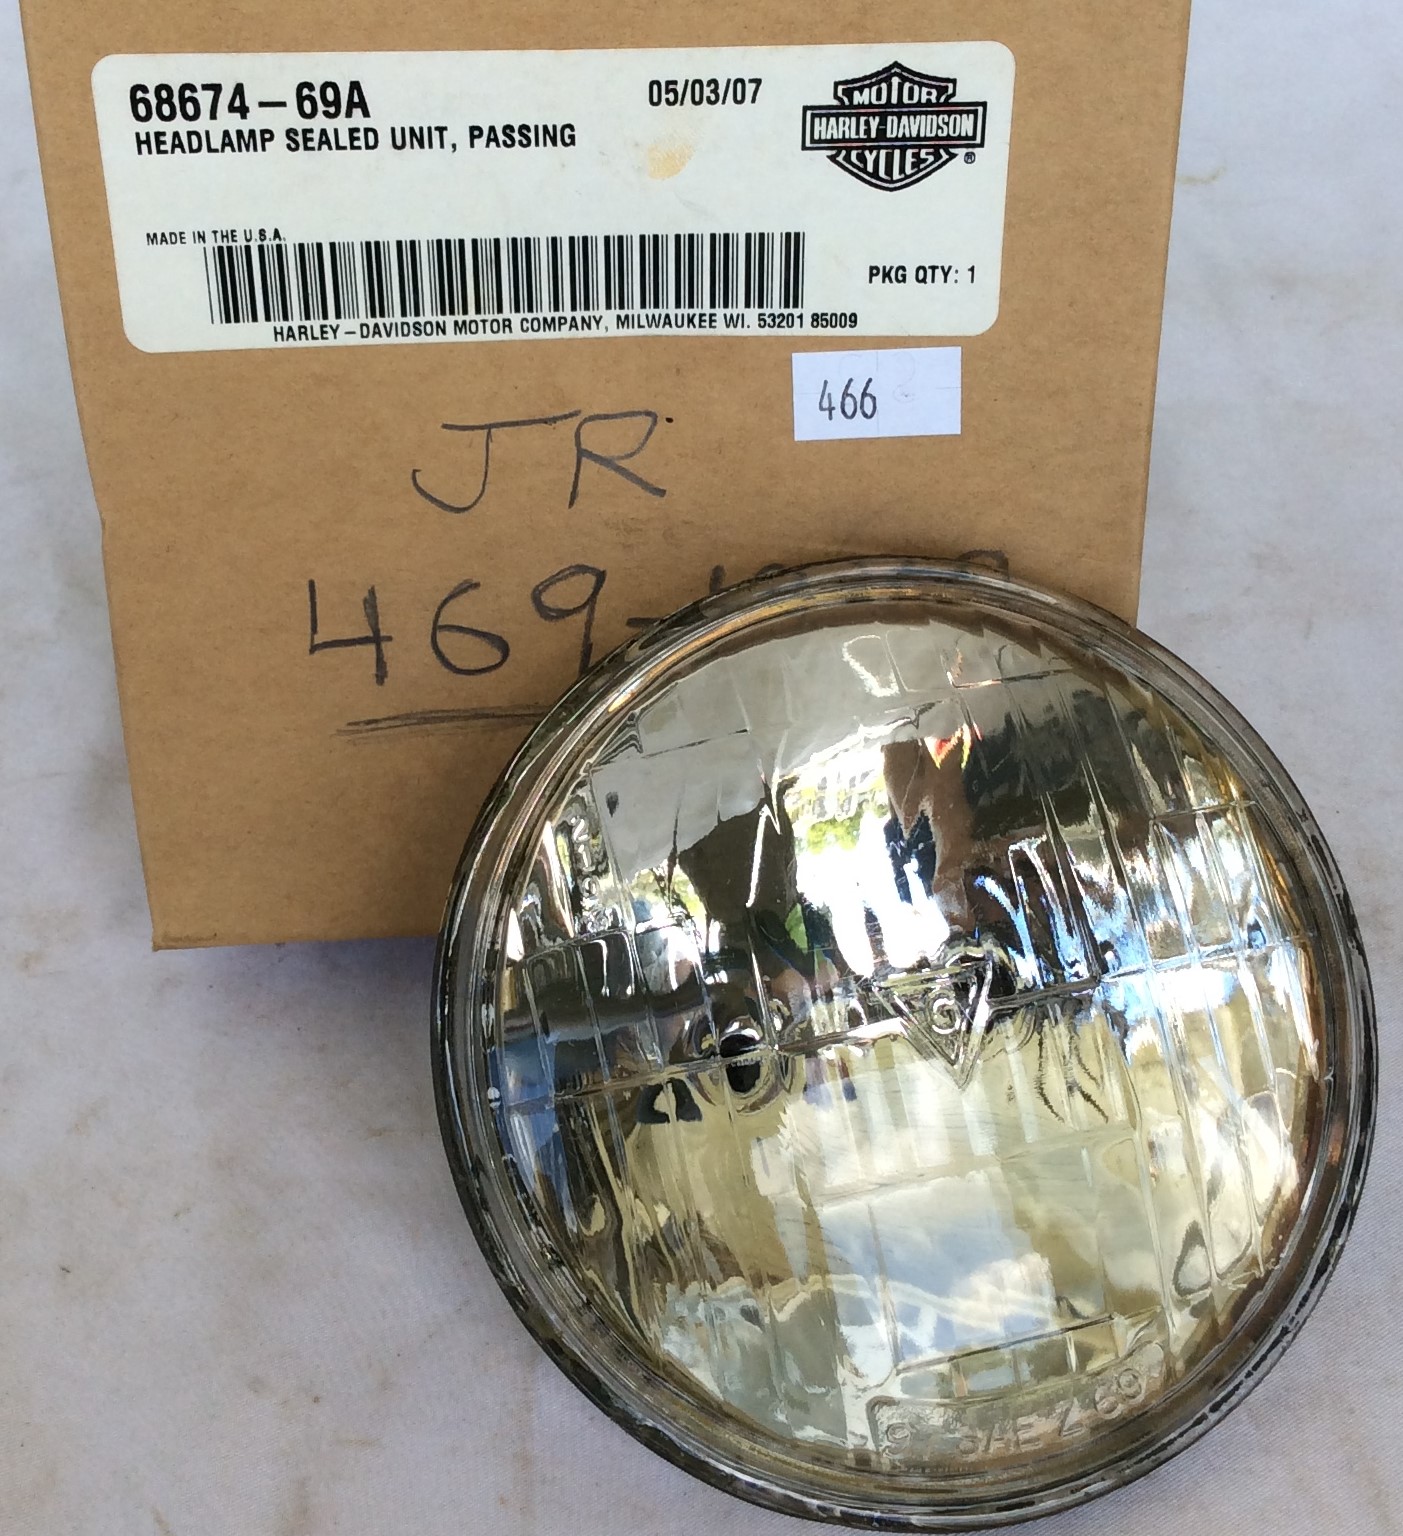 68674-69A
05/03/07
HEADLAMP SEALED UNIT, PASSING
MOTOR
HARLEY-DAVIDSON
CYCLES
®
MADE IN THE U.S.A.
PKG QTY: 1
HARLEY-DAVIDSON MOTOR COMPANY, MILWAUKEE WI. 53201 85009
466
JR
469-
G
SAE Z 69